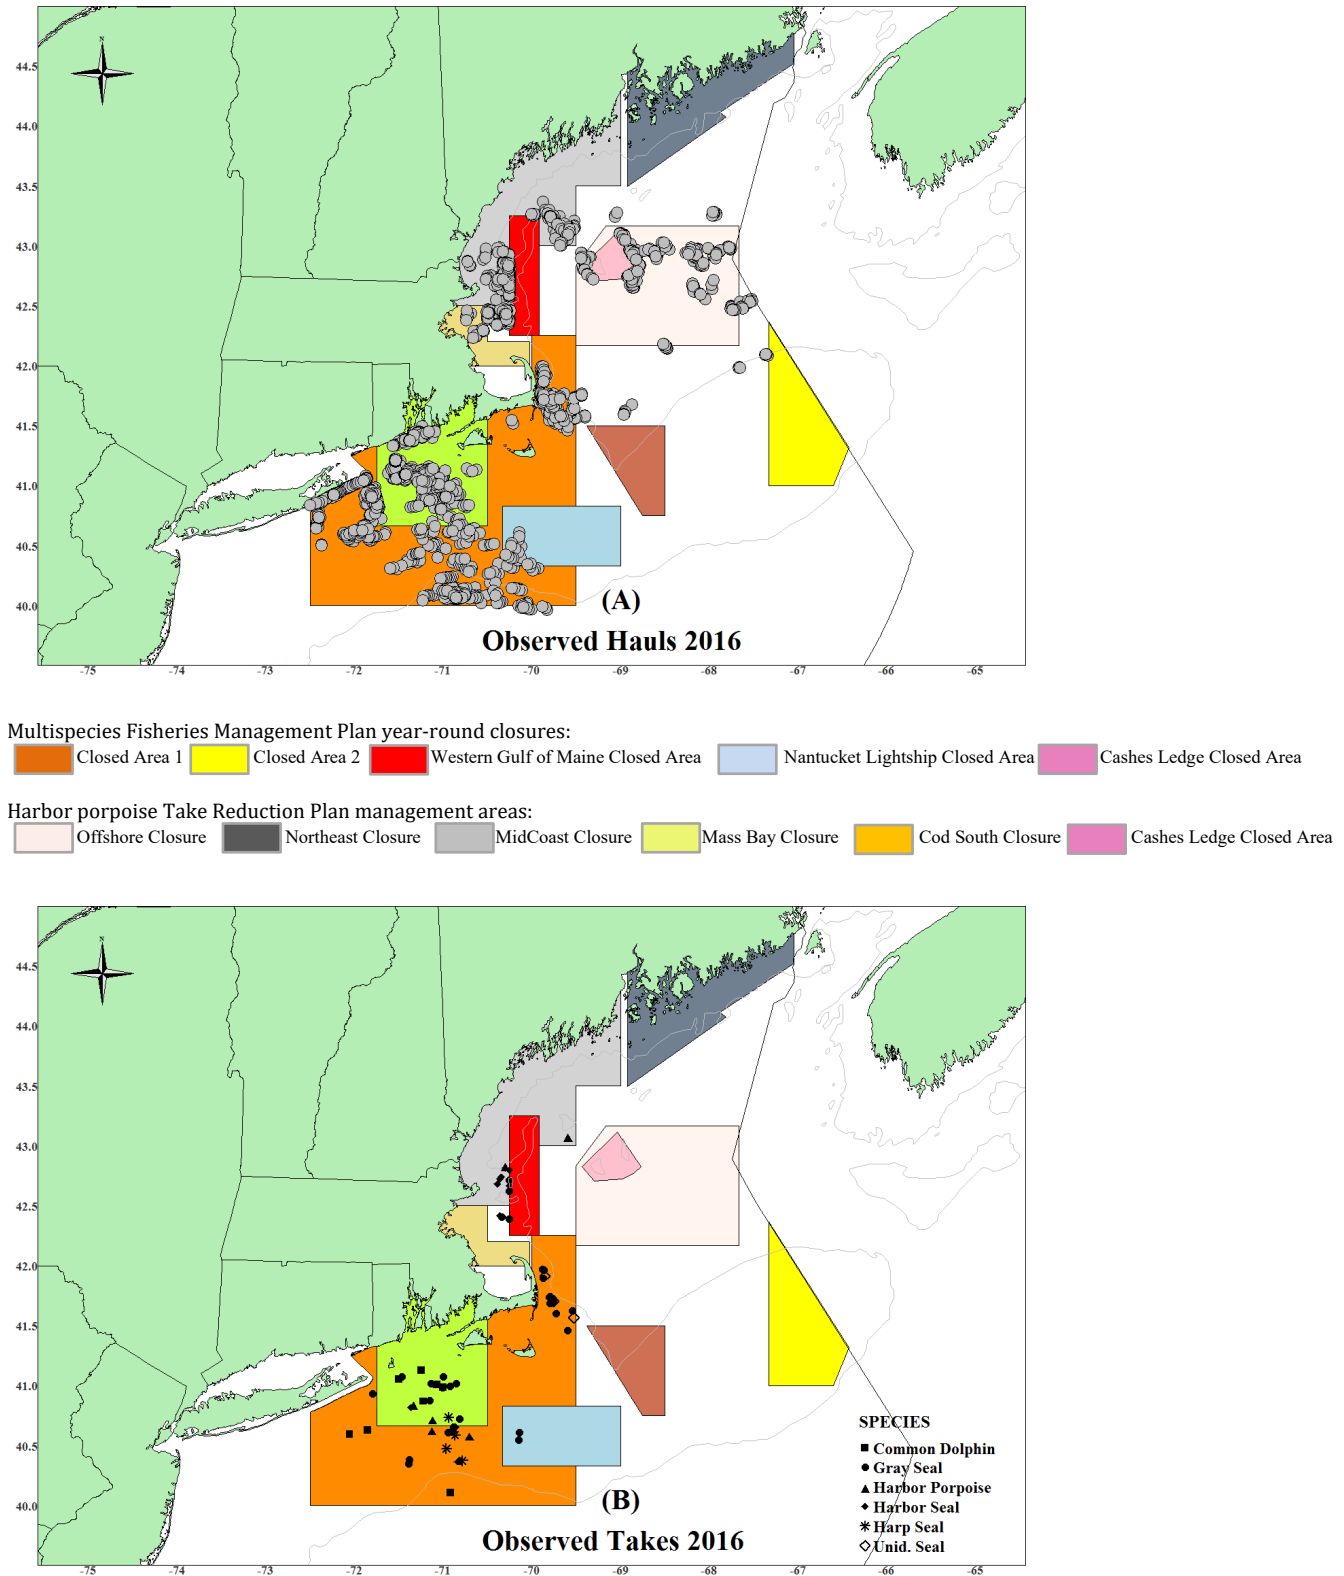 N
44.5
44.0
43.5
43.0
42.5
42.0
41.5
41.0
40.5
40.0
(A)
Observed Hauls 2016
-75 -74 -73 -72 -71 -70 -69 -68 -67 -66 -65
Multispecies Fisheries Management Plan year-round closures:
Closed Area 1 Closed Area 2 Western Gulf of Maine Closed Area Nantucket Lightship Closed Area Cashes Ledge Closed Area
Harbor porpoise Take Reduction Plan management areas:
Offshore Closure Northeast Closure MidCoast Closure Mass Bay Closure Cod South Closure Cashes Ledge Closed Area
N
44.5
44.0
43.5
43.0
42.5
42.0
41.5
41.0
40.5
40.0
SPECIES
Common Dolphin
Gray Seal
Harbor Porpoise
Harbor Seal
Harp Seal
Unid. Seal
(B)
Observed Takes 2016
-75 -74 -73 -72 -71 -70 -69 -68 -67 -66 -65